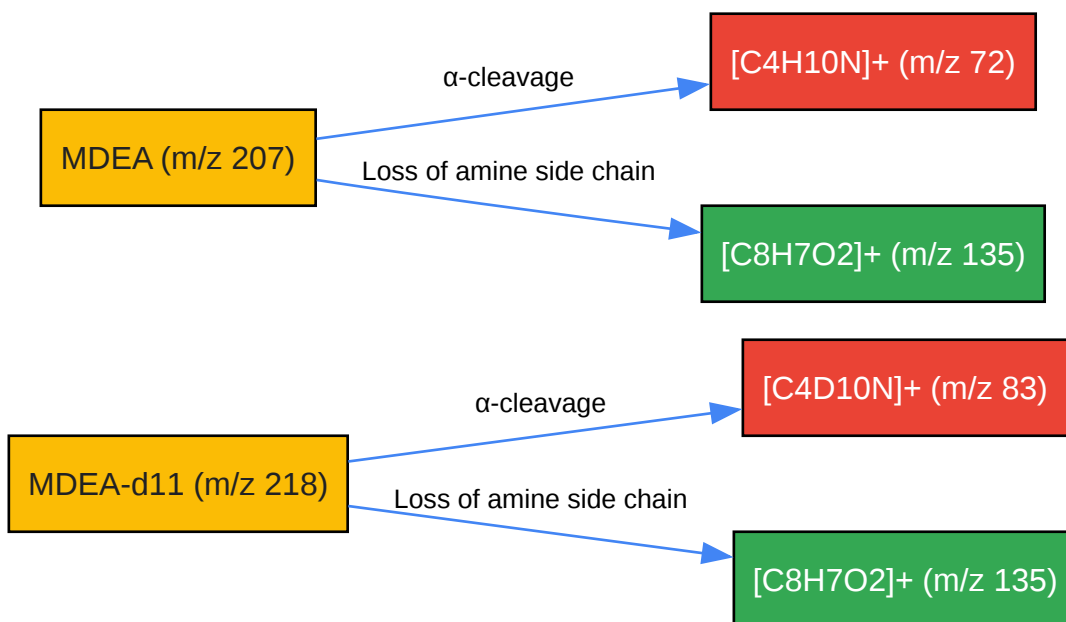 [C4H10N]+ (m/z 72)
α-cleavage
MDEA (m/z 207)
Loss of amine side chain
[C8H7O2]+ (m/z 135)
[C4D10N]+ (m/z 83)
α-cleavage
MDEA-d11 (m/z 218)
Loss of amine side chain
[C8H7O2]+ (m/z 135)